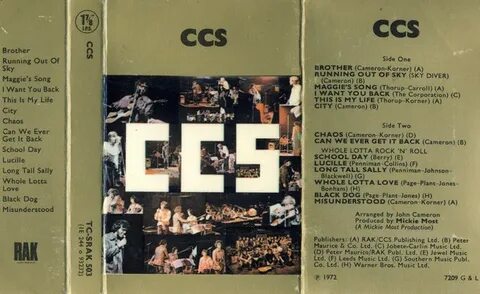 1⅞
I.P.S.
CCS
Brother
Running Out Of
Sky
Maggie's Song
I Want You Back
This Is My Life
City
Chaos
Can We Ever
Get It Back
School Day
Lucille
Long Tall Sally
Whole Lotta
Love
Black Dog
Misunderstood
RAK
TC-SRAK 503
CCS
CCS
CCS
Side One
BROTHER (Cameron-Korner) (A)
RUNNING OUT OF SKY (SKY DIVER)
(Cameron) (B)
MAGGIE'S SONG (Thorup-Carroll) (A)
I WANT YOU BACK (The Corporation) (C)
THIS IS MY LIFE (Thorup-Korner) (A)
CITY (Cameron) (B)
Side Two
CHAOS (Cameron-Korner) (D)
CAN WE EVER GET IT BACK (Cameron) (B)
WHOLE LOTTA ROCK 'N' ROLL
SCHOOL DAY (Berry) (E)
LUCILLE (Penniman-Collins) (F)
LONG TALL SALLY (Penniman-Johnson-
Blackwell) (G)
WHOLE LOTTA LOVE (Page-Plant-Jones-
Bonham) (H)
BLACK DOG (Page-Plant-Jones) (H)
MISUNDERSTOOD (Cameron-Korner) (A)
Arranged by John Cameron
Produced by Mickie Most
(A Mickie Most Production)
Publishers: (A) RAK/CCS Publishing Ltd. (B) Peter
Maurice & Co. Ltd. (C) Jobete-Carlin Music Ltd.
(D) Peter Maurice/RAK Publ. Ltd. (E) Jewel Music
Ltd. (F) Leeds Music Ltd. (G) Southern Music Publ.
Co. Ltd. (H) Warner Bros. Music Ltd.
℗ 1972
7209 G & L